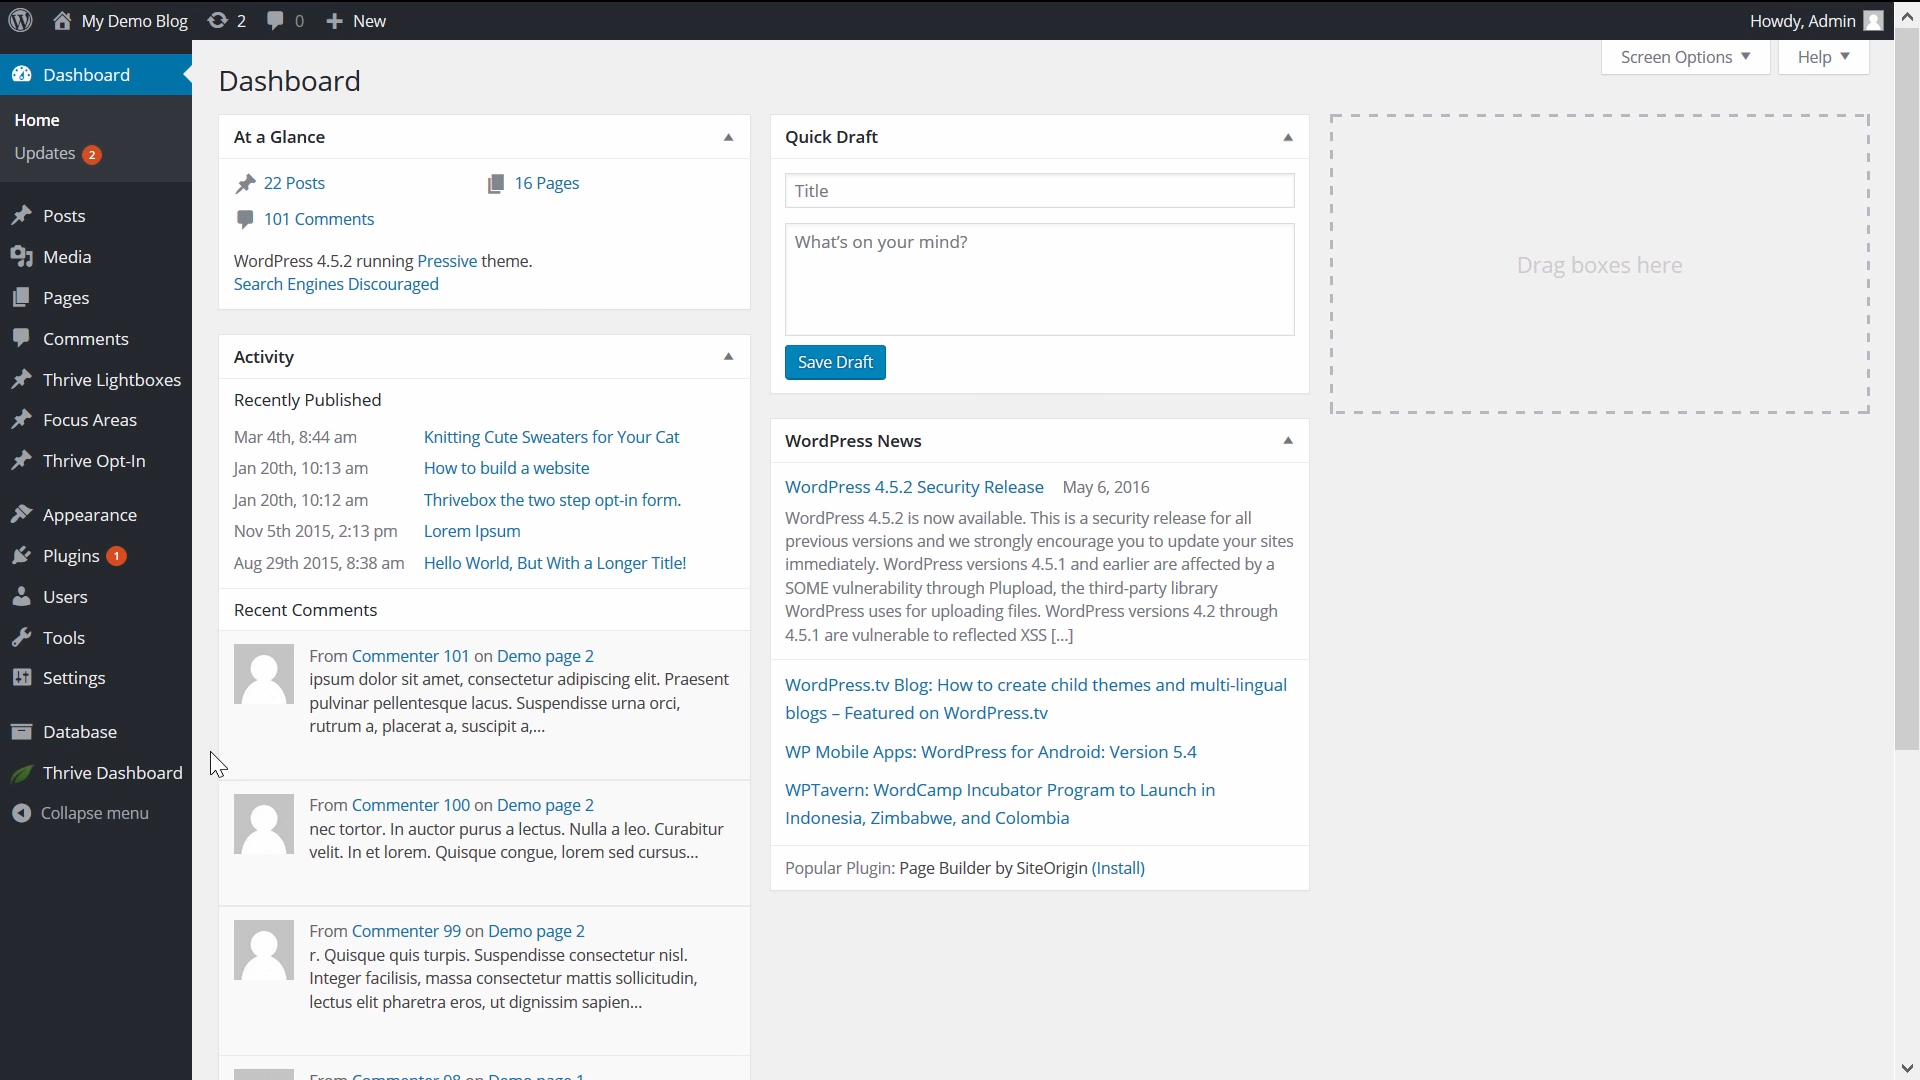 My Demo Blog 2 0 New Howdy, Admin
Screen Options Help
Dashboard
Home
Updates 2
Posts
Media
Pages
Comments
Thrive Lightboxes
Focus Areas
Thrive Opt-In
Appearance
Plugins 1
Users
Tools
Settings
Database
Thrive Dashboard
Collapse menu
Dashboard
At a Glance
22 Posts 16 Pages
101 Comments
WordPress 4.5.2 running Pressive theme.
Search Engines Discouraged
Activity
Recently Published
Mar 4th, 8:44 am Knitting Cute Sweaters for Your Cat
Jan 20th, 10:13 am How to build a website
Jan 20th, 10:12 am Thrivebox the two step opt-in form.
Nov 5th 2015, 2:13 pm Lorem Ipsum
Aug 29th 2015, 8:38 am Hello World, But With a Longer Title!
Recent Comments
From Commenter 101 on Demo page 2
ipsum dolor sit amet, consectetur adipiscing elit. Praesent
pulvinar pellentesque lacus. Suspendisse urna orci,
rutrum a, placerat a, suscipit a,...
From Commenter 100 on Demo page 2
nec tortor. In auctor purus a lectus. Nulla a leo. Curabitur
velit. In et lorem. Quisque congue, lorem sed cursus...
From Commenter 99 on Demo page 2
r. Quisque quis turpis. Suspendisse consectetur nisl.
Integer facilisis, massa consectetur mattis sollicitudin,
lectus elit pharetra eros, ut dignissim sapien...
From Commenter 98 on Demo page 1
Quick Draft
Title
What's on your mind?
Save Draft
WordPress News
WordPress 4.5.2 Security Release May 6, 2016
WordPress 4.5.2 is now available. This is a security release for all
previous versions and we strongly encourage you to update your sites
immediately. WordPress versions 4.5.1 and earlier are affected by a
SOME vulnerability through Plupload, the third-party library
WordPress uses for uploading files. WordPress versions 4.2 through
4.5.1 are vulnerable to reflected XSS [...]
WordPress.tv Blog: How to create child themes and multi-lingual
blogs – Featured on WordPress.tv
WP Mobile Apps: WordPress for Android: Version 5.4
WPTavern: WordCamp Incubator Program to Launch in
Indonesia, Zimbabwe, and Colombia
Popular Plugin: Page Builder by SiteOrigin (Install)
Drag boxes here